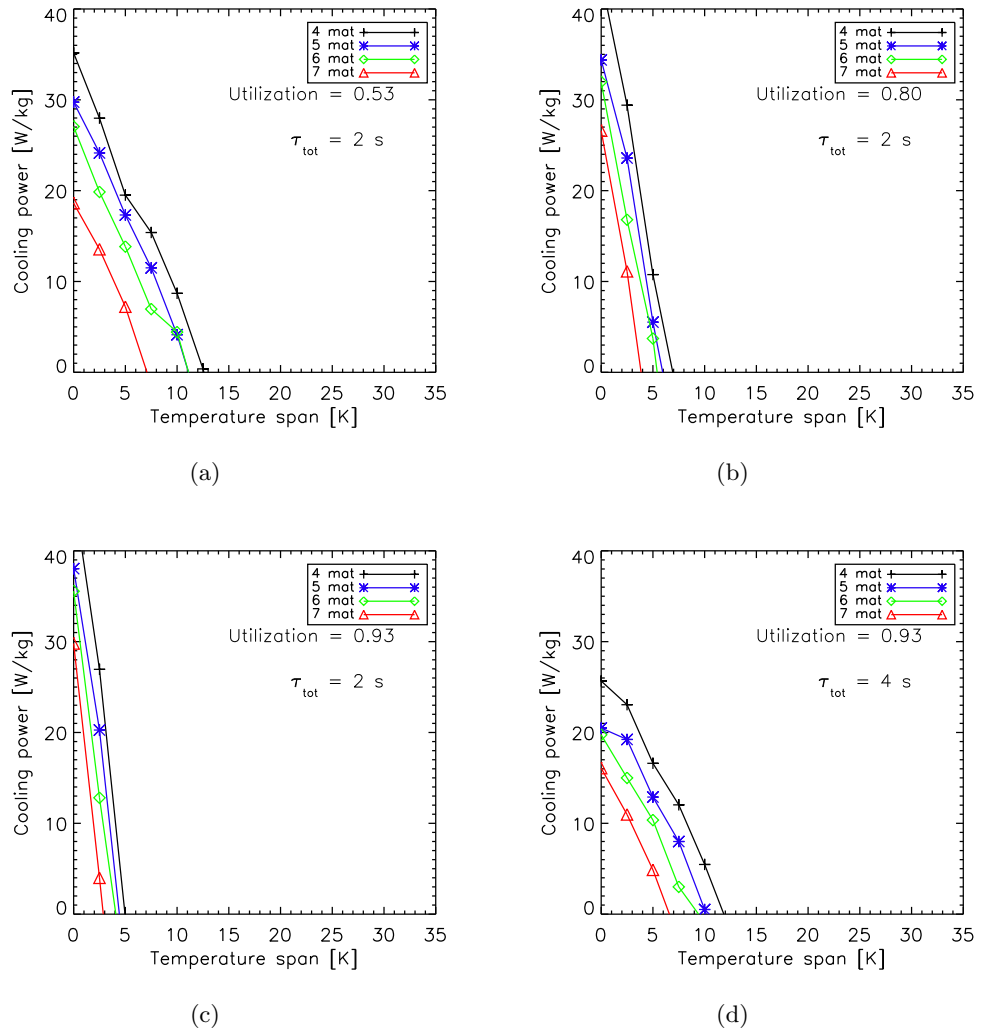 40
30
20
10
0
Cooling power [W/kg]
4 mat
5 mat
6 mat
7 mat
Utilization = 0.53
τtot = 2 s
0 5 10 15 20 25 30 35
Temperature span [K]
(a)
40
30
20
10
0
Cooling power [W/kg]
4 mat
5 mat
6 mat
7 mat
Utilization = 0.80
τtot = 2 s
0 5 10 15 20 25 30 35
Temperature span [K]
(b)
40
30
20
10
0
Cooling power [W/kg]
4 mat
5 mat
6 mat
7 mat
Utilization = 0.93
τtot = 2 s
0 5 10 15 20 25 30 35
Temperature span [K]
(c)
40
30
20
10
0
Cooling power [W/kg]
4 mat
5 mat
6 mat
7 mat
Utilization = 0.93
τtot = 4 s
0 5 10 15 20 25 30 35
Temperature span [K]
(d)